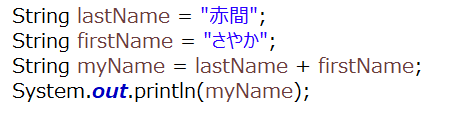 String lastName = "赤間";
String firstName = "さやか";
String myName = lastName + firstName;
System.out.println(myName);